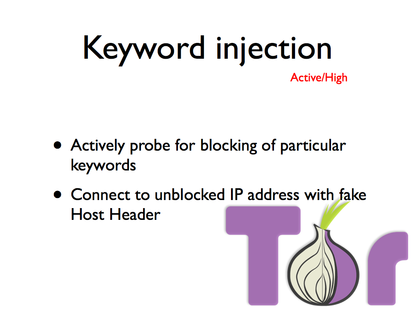 Keyword injection
Active/High
• Actively probe for blocking of particular
keywords
• Connect to unblocked IP address with fake
Host Header
Tor